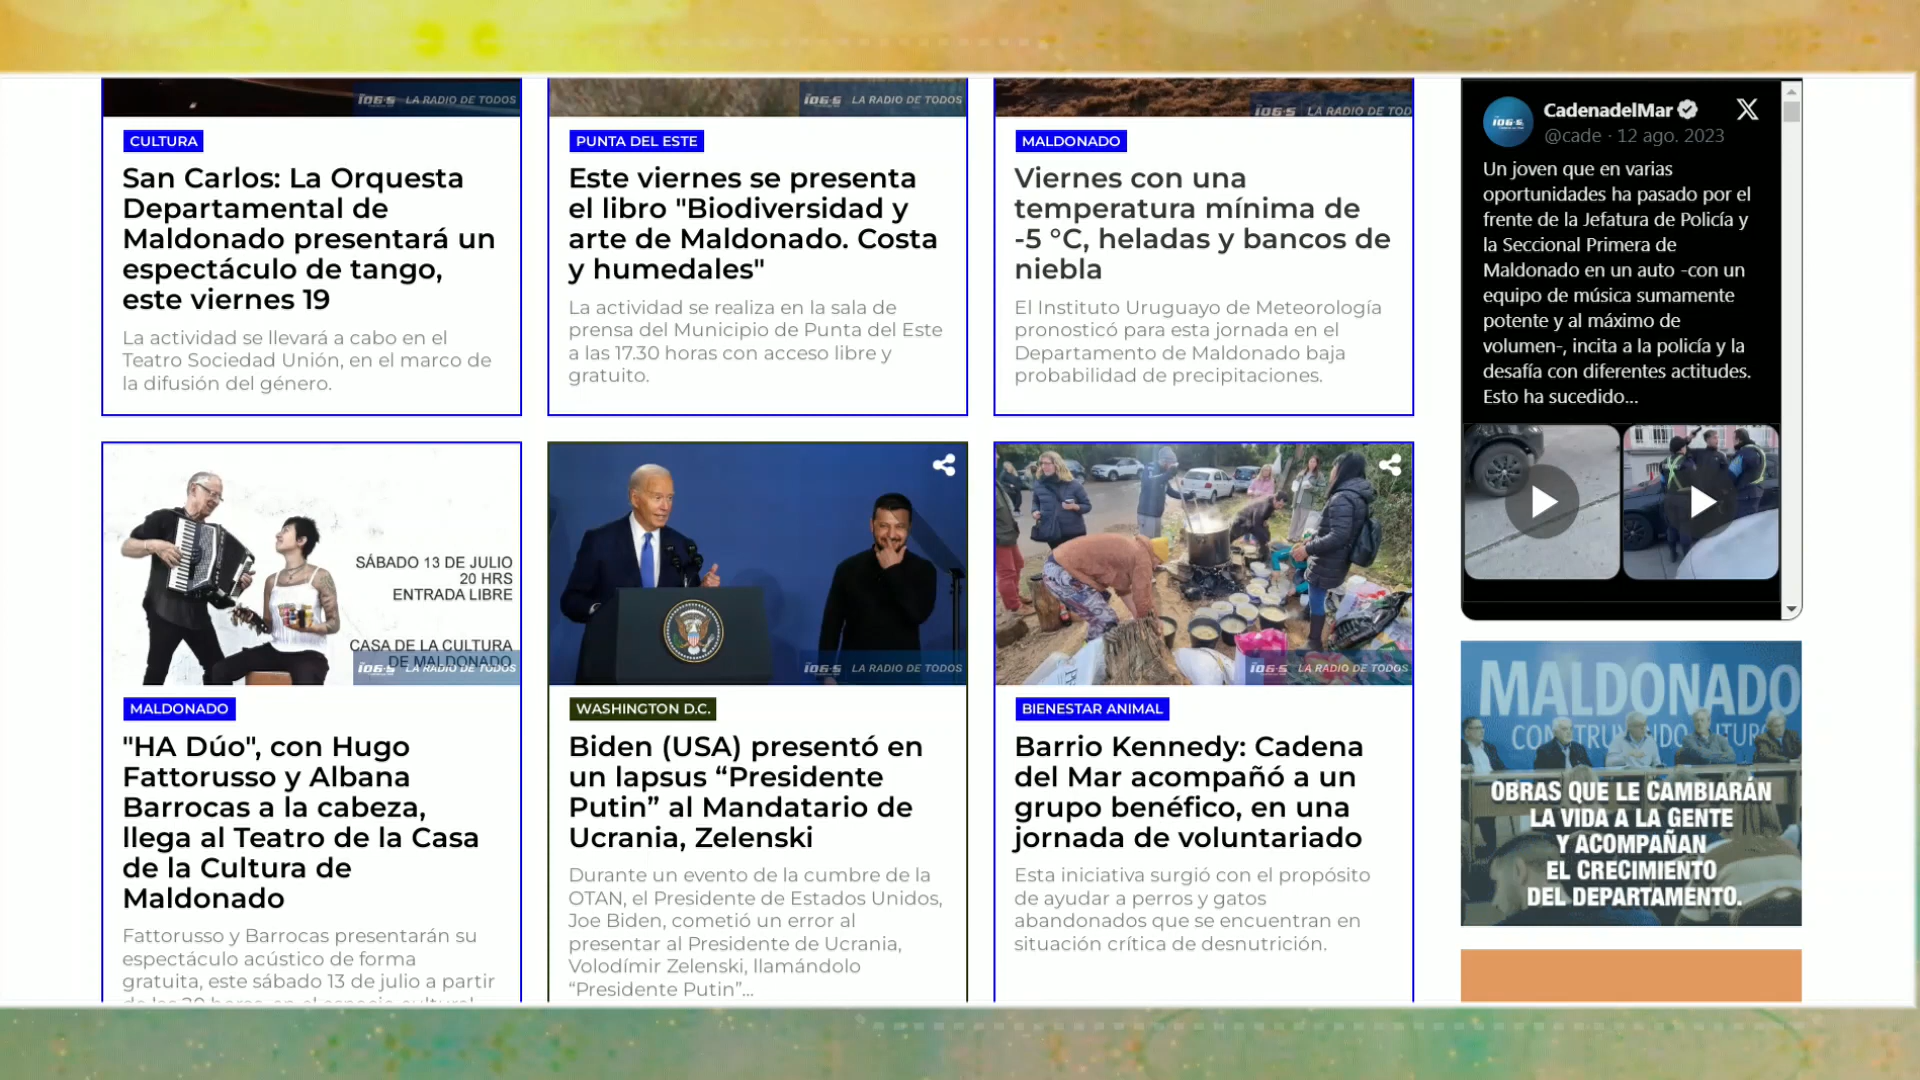 106.5 LA RADIO DE TODOS
CULTURA
San Carlos: La Orquesta
Departamental de
Maldonado presentará un
espectáculo de tango,
este viernes 19
La actividad se llevará a cabo en el
Teatro Sociedad Unión, en el marco de
la difusión del género.
106.5 LA RADIO DE TODOS
PUNTA DEL ESTE
Este viernes se presenta
el libro "Biodiversidad y
arte de Maldonado. Costa
y humedales"
La actividad se realiza en la sala de
prensa del Municipio de Punta del Este
a las 17.30 horas con acceso libre y
gratuito.
106.5 LA RADIO DE TOD
MALDONADO
Viernes con una
temperatura mínima de
-5 °C, heladas y bancos de
niebla
El Instituto Uruguayo de Meteorología
pronosticó para esta jornada en el
Departamento de Maldonado baja
probabilidad de precipitaciones.
SÁBADO 13 DE JULIO
20 HRS
ENTRADA LIBRE
CASA DE LA CULTURA
DE MALDONADO
106.5 LA RADIO DE TODOS
MALDONADO
"HA Dúo", con Hugo
Fattorusso y Albana
Barrocas a la cabeza,
llega al Teatro de la Casa
de la Cultura de
Maldonado
Fattorusso y Barrocas presentarán su
espectáculo acústico de forma
gratuita, este sábado 13 de julio a partir
106.5 LA RADIO DE TODOS
WASHINGTON D.C.
Biden (USA) presentó en
un lapsus “Presidente
Putin” al Mandatario de
Ucrania, Zelenski
Durante un evento de la cumbre de la
OTAN, el Presidente de Estados Unidos,
Joe Biden, cometió un error al
presentar al Presidente de Ucrania,
Volodímir Zelenski, llamándolo
“Presidente Putin”...
106.5 LA RADIO DE TODOS
BIENESTAR ANIMAL
Barrio Kennedy: Cadena
del Mar acompañó a un
grupo benéfico, en una
jornada de voluntariado
Esta iniciativa surgió con el propósito
de ayudar a perros y gatos
abandonados que se encuentran en
situación crítica de desnutrición.
106.5
CadenadelMar
@cade · 12 ago. 2023
Un joven que en varias
oportunidades ha pasado por el
frente de la Jefatura de Policía y
la Seccional Primera de
Maldonado en un auto -con un
equipo de música sumamente
potente y al máximo de
volumen-, incita a la policía y la
desafía con diferentes actitudes.
Esto ha sucedido...
MALDONADO
OBRAS QUE LE CAMBIARÁN
LA VIDA A LA GENTE
Y ACOMPAÑAN
EL CRECIMIENTO
DEL DEPARTAMENTO.